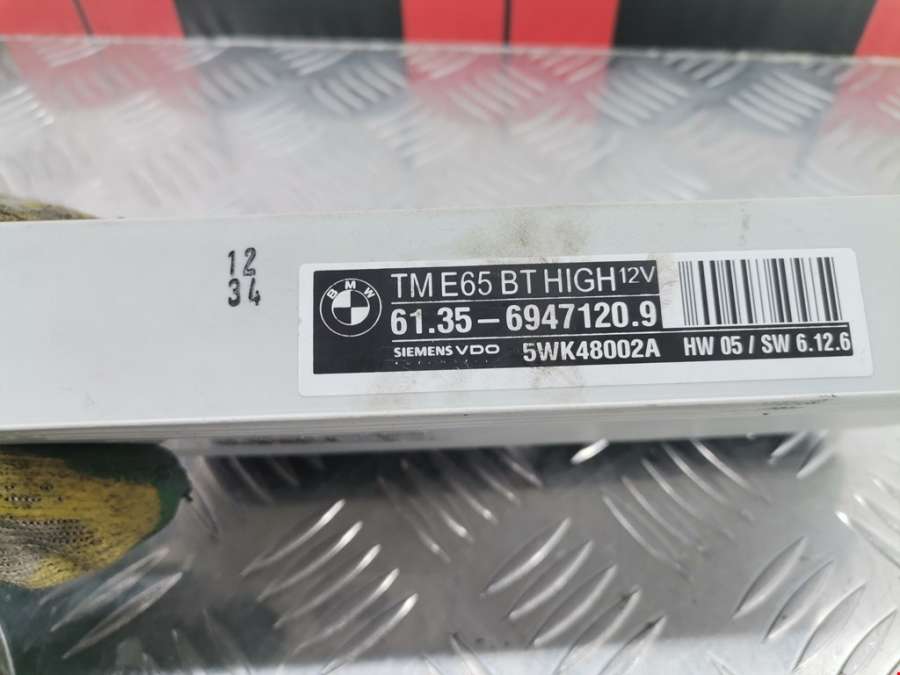 12
34
BMW
TM E65 BT HIGH 12V
61.35 - 6947120.9
SIEMENS VDO 5WK48002A HW 05 / SW 6.12.6